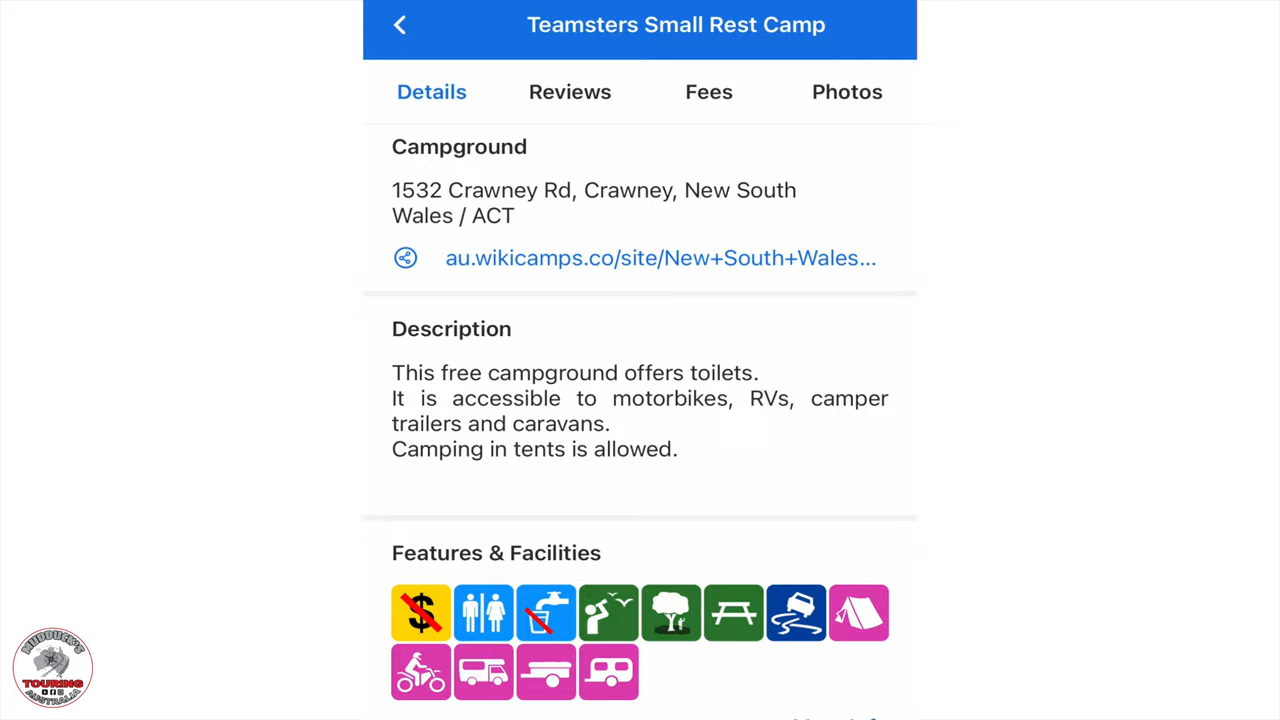 Teamsters Small Rest Camp
Details Reviews Fees Photos
Campground
1532 Crawney Rd, Crawney, New South
Wales / ACT
au.wikicamps.co/site/New+South+Wales...
Description
This free campground offers toilets.
It is accessible to motorbikes, RVs, camper
trailers and caravans.
Camping in tents is allowed.
Features & Facilities
$
MUDDUCK'S
TOURING
AUSTRALIA